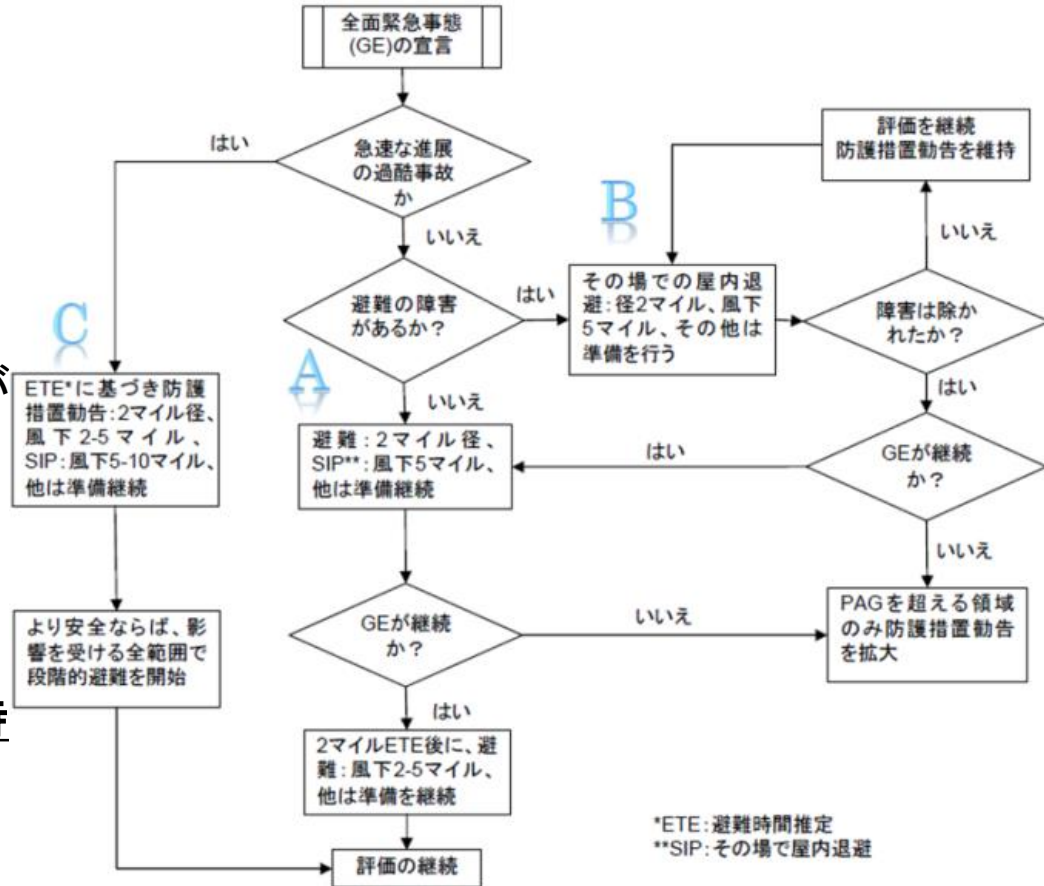 全面緊急事態
(GE)の宣言
はい
急速な進展
の過酷事故
か
いいえ
評価を継続
防護措置勧告を維持
B
いいえ
C
避難の障害
があるか？
はい
その場での屋内退
避：径2マイル、風下
5マイル、その他は
準備を行う
障害は除か
れたか？
A
いいえ
はい
が
ETE*に基づき防護
措置勧告：2マイル径、
風下2-5マイル、
SIP：風下5-10マイル、
他は準備継続
避難：2マイル径、
SIP**：風下5マイル、
他は準備継続
はい
GEが継続
か？
いいえ
より安全ならば、影
響を受ける全範囲で
段階的避難を開始
GEが継続
か？
いいえ
PAGを超える領域
のみ防護措置勧告
を拡大
はい
2マイルETE後に、避
難：風下2-5マイル、
他は準備を継続
*ETE：避難時間推定
**SIP：その場で屋内退避
評価の継続